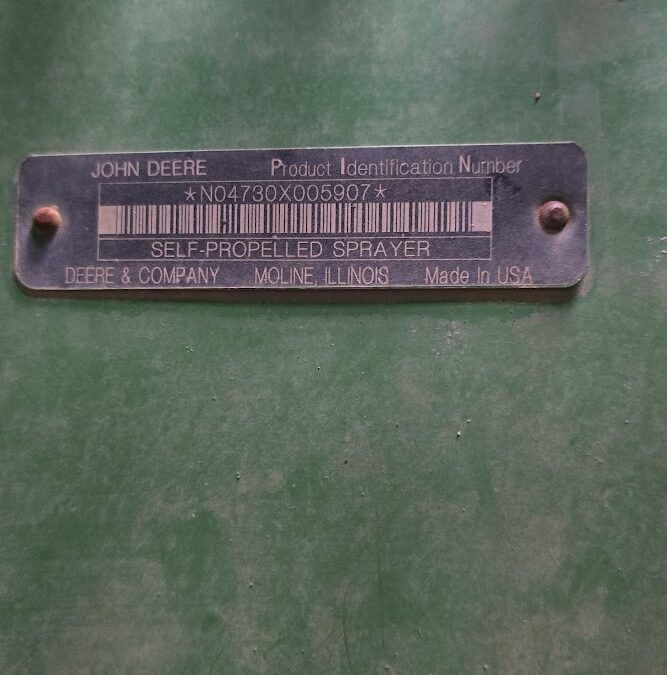 JOHN DEERE Product Identification Number
*N04730X005907*
SELF-PROPELLED SPRAYER
DEERE & COMPANY MOLINE, ILLINOIS Made In USA